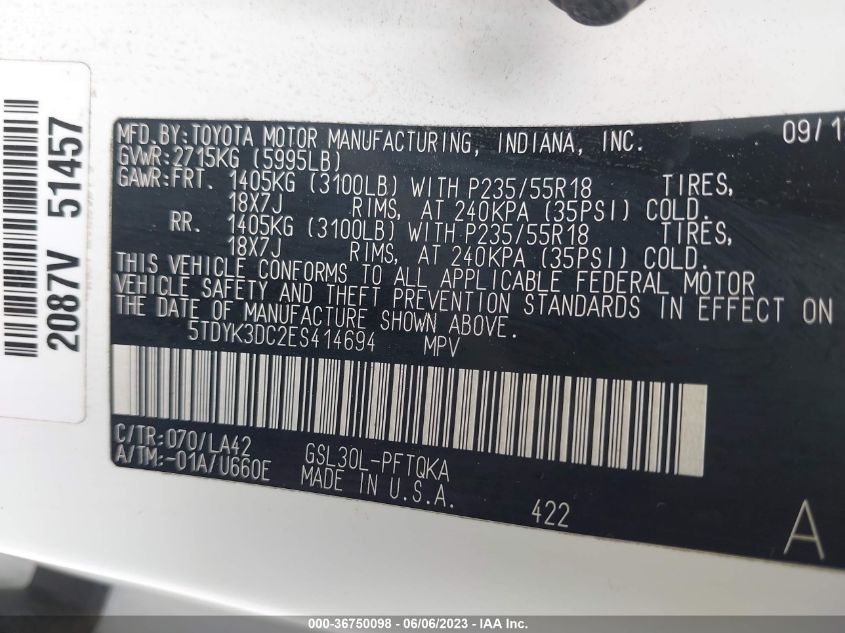 2087V 51457
MFD.BY:TOYOTA MOTOR MANUFACTURING, INDIANA, INC. 09/1
GVWR:2715KG (5995LB)
GAWR:FRT. 1405KG (3100LB) WITH P235/55R18 TIRES,
18X7J RIMS, AT 240KPA (35PSI) COLD.
RR. 1405KG (3100LB) WITH P235/55R18 TIRES,
18X7J RIMS, AT 240KPA (35PSI) COLD.
THIS VEHICLE CONFORMS TO ALL APPLICABLE FEDERAL MOTOR
VEHICLE SAFETY AND THEFT PREVENTION STANDARDS IN EFFECT ON
THE DATE OF MANUFACTURE SHOWN ABOVE.
5TDYK3DC2ES414694 MPV
C/TR:070/LA42 GSL30L-PFTQKA
A/TM:-01A/U660E MADE IN U.S.A.
422
A
000-36750098 - 06/06/2023 - IAAI, Inc.